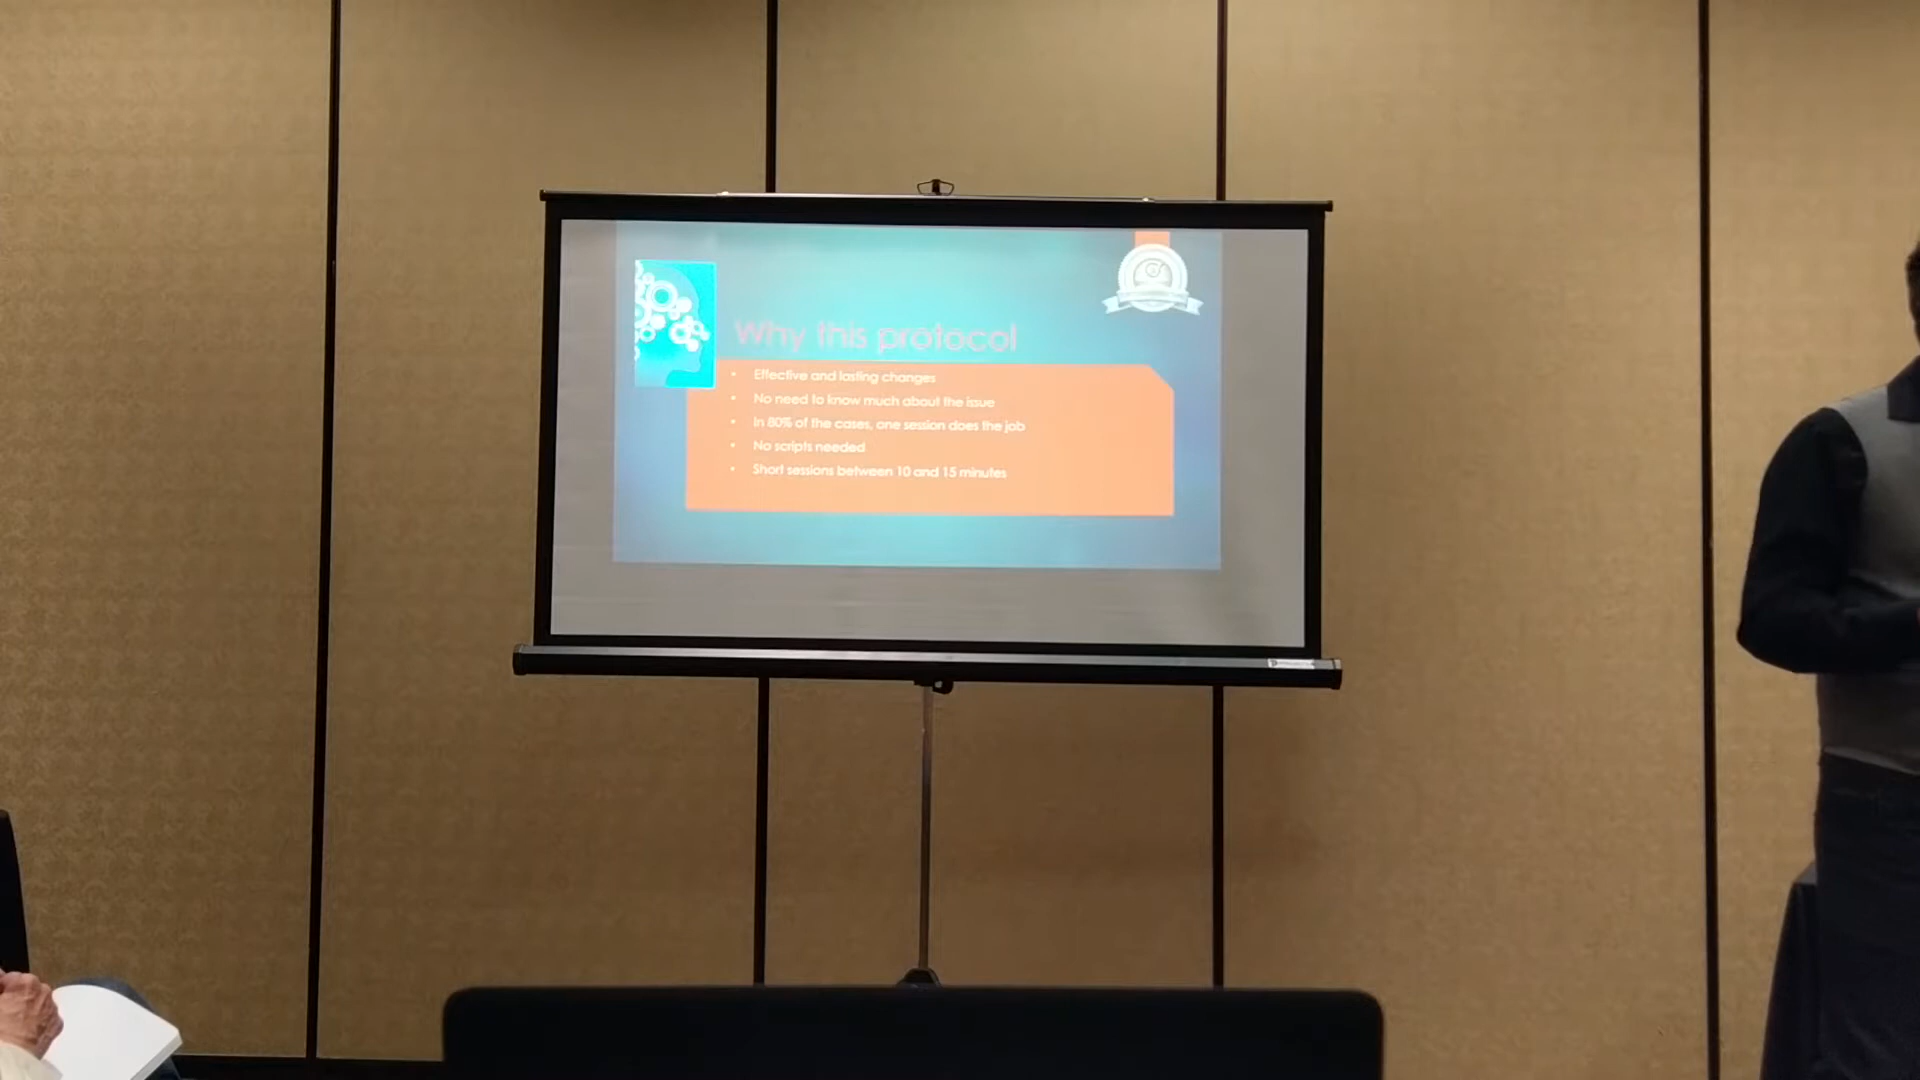 Why this protocol
• Effective and lasting changes
• No need to know much about the issue
• In 80% of the cases, one session does the job
• No scripts needed
• Short sessions between 10 and 15 minutes